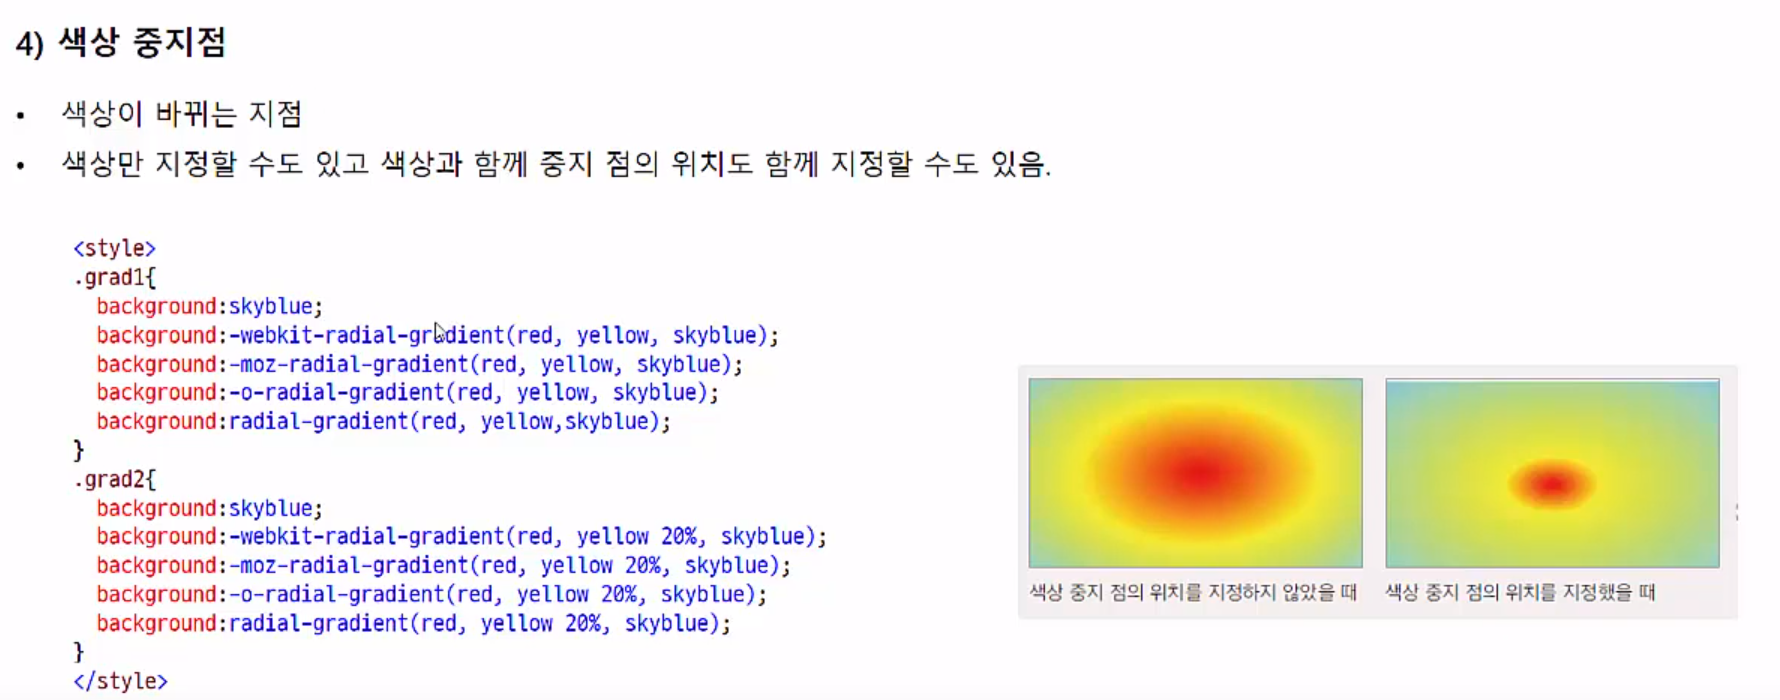 4) 색상 중지점
• 색상이 바뀌는 지점
• 색상만 지정할 수도 있고 색상과 함께 중지 점의 위치도 함께 지정할 수도 있음.
<style>
.grad1{
background:skyblue;
background:-webkit-radial-gradient(red, yellow, skyblue);
background:-moz-radial-gradient(red, yellow, skyblue);
background:-o-radial-gradient(red, yellow, skyblue);
background:radial-gradient(red, yellow,skyblue);
}
.grad2{
background:skyblue;
background:-webkit-radial-gradient(red, yellow 20%, skyblue);
background:-moz-radial-gradient(red, yellow 20%, skyblue);
background:-o-radial-gradient(red, yellow 20%, skyblue);
background:radial-gradient(red, yellow 20%, skyblue);
}
</style>
색상 중지 점의 위치를 지정하지 않았을 때
색상 중지 점의 위치를 지정했을 때